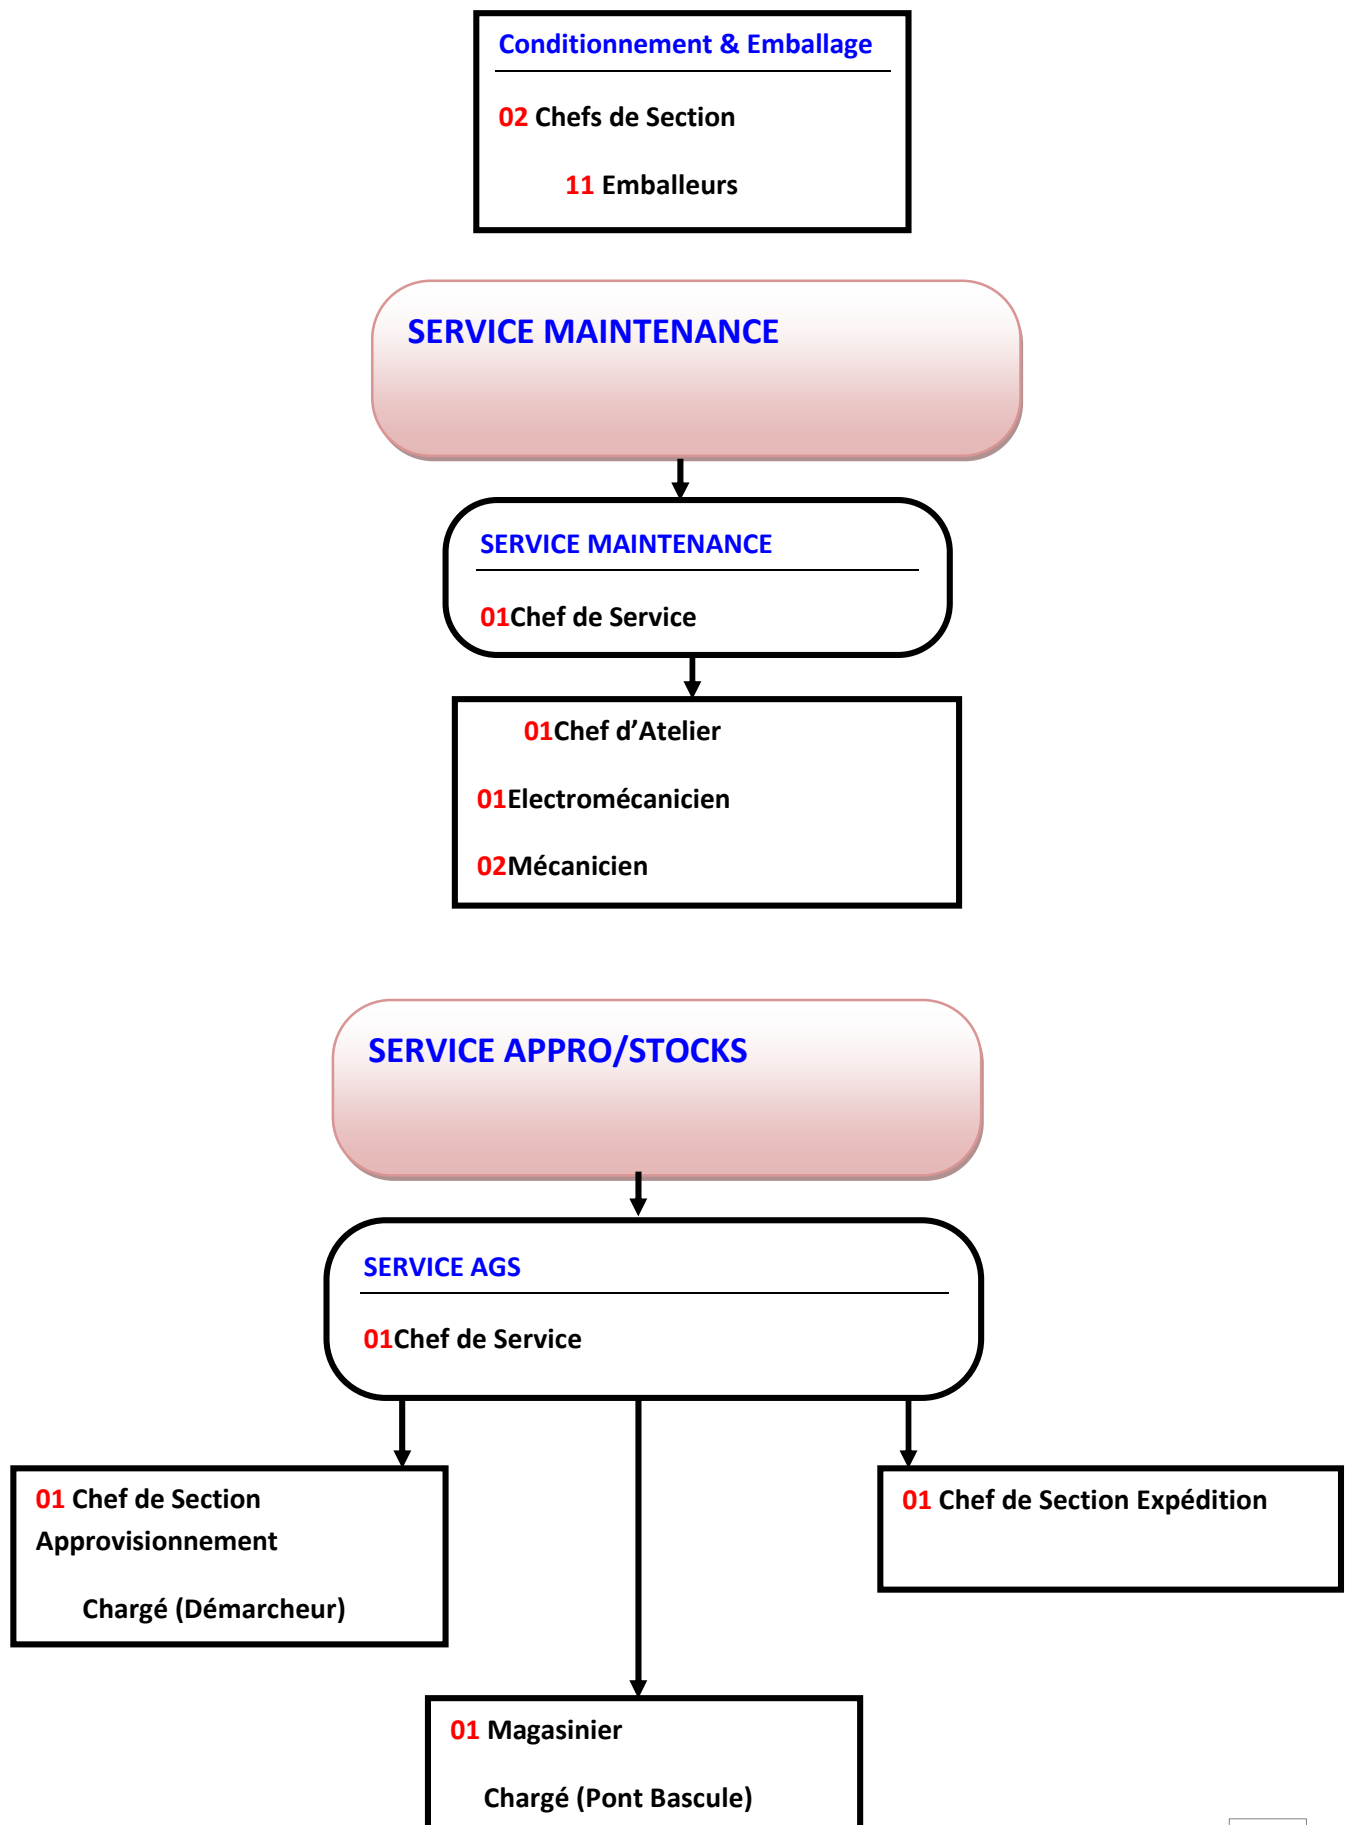 Conditionnement & Emballage
02 Chefs de Section
11 Emballeurs
SERVICE MAINTENANCE
SERVICE MAINTENANCE
01Chef de Service
01Chef d’Atelier
01Electromécanicien
02Mécanicien
SERVICE APPRO/STOCKS
SERVICE AGS
01Chef de Service
01 Chef de Section
Approvisionnement
Chargé (Démarcheur)
01 Chef de Section Expédition
01 Magasinier
Chargé (Pont Bascule)